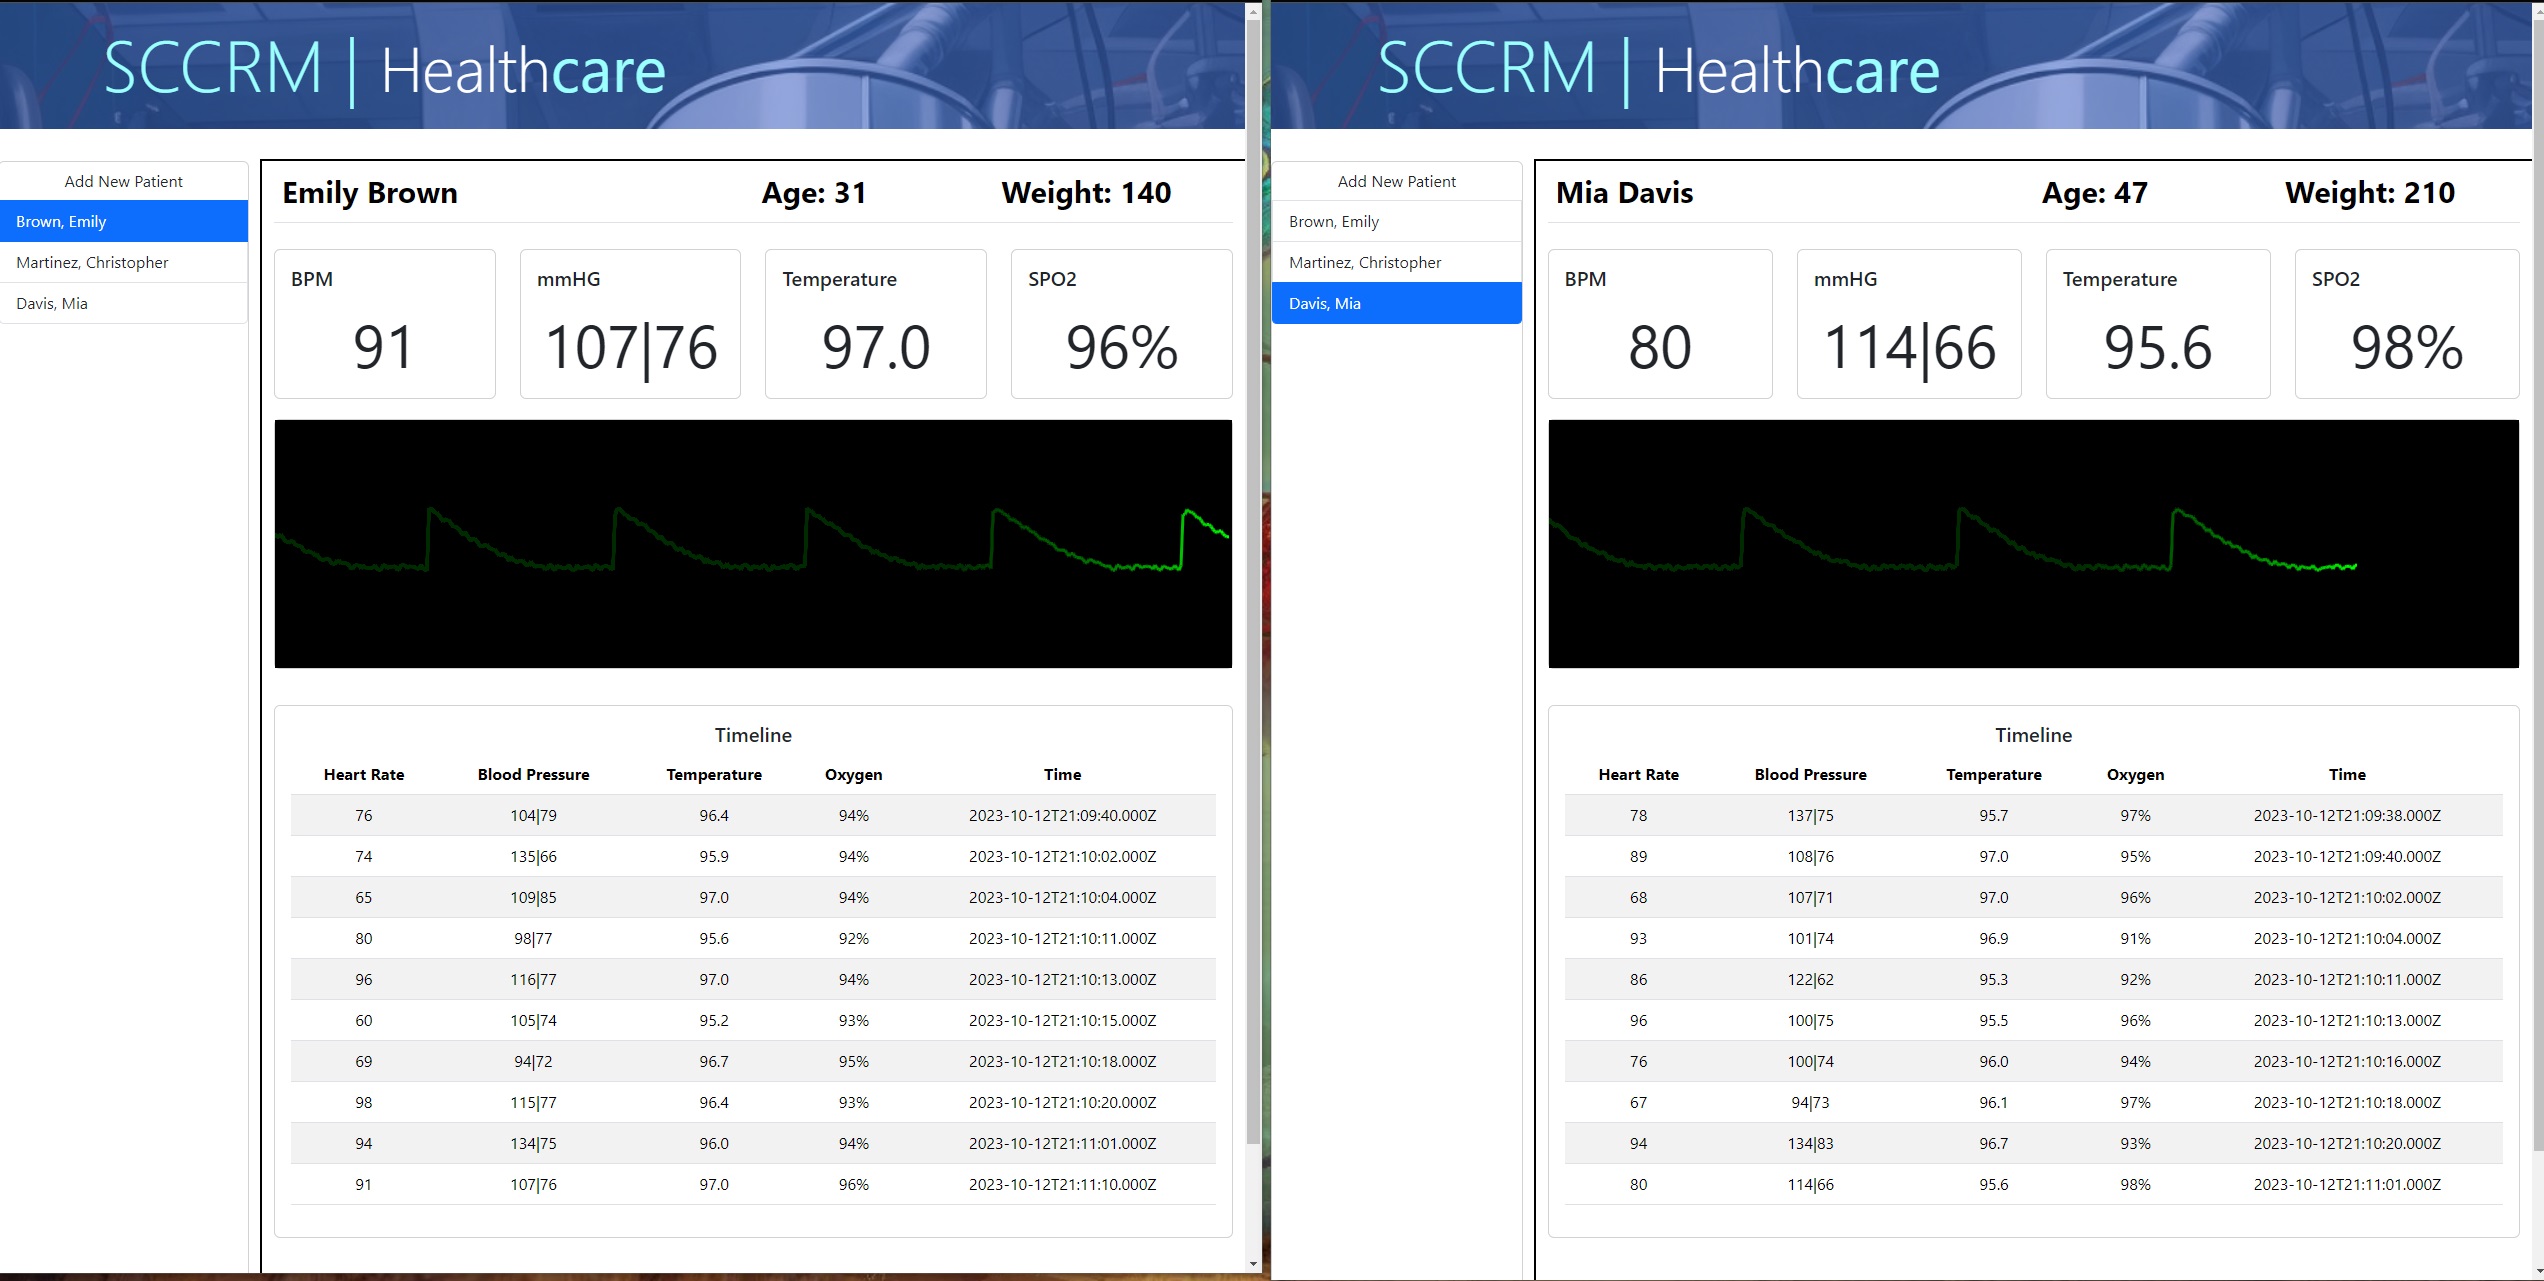 SCCRM | Healthcare
Add New Patient
Brown, Emily
Martinez, Christopher
Davis, Mia
Emily Brown Age: 31 Weight: 140
BPM mmHG Temperature SPO2
91 107|76 97.0 96%
Timeline
Heart Rate Blood Pressure Temperature Oxygen Time
76 104|79 96.4 94% 2023-10-12T21:09:40.000Z
74 135|66 95.9 94% 2023-10-12T21:10:02.000Z
65 109|85 97.0 94% 2023-10-12T21:10:04.000Z
80 98|77 95.6 92% 2023-10-12T21:10:11.000Z
96 116|77 97.0 94% 2023-10-12T21:10:13.000Z
60 105|74 95.2 93% 2023-10-12T21:10:15.000Z
69 94|72 96.7 95% 2023-10-12T21:10:18.000Z
98 115|77 96.4 93% 2023-10-12T21:10:20.000Z
94 134|75 96.0 94% 2023-10-12T21:11:01.000Z
91 107|76 97.0 96% 2023-10-12T21:11:10.000Z
SCCRM | Healthcare
Add New Patient
Brown, Emily
Martinez, Christopher
Davis, Mia
Mia Davis Age: 47 Weight: 210
BPM mmHG Temperature SPO2
80 114|66 95.6 98%
Timeline
Heart Rate Blood Pressure Temperature Oxygen Time
78 137|75 95.7 97% 2023-10-12T21:09:38.000Z
89 108|76 97.0 95% 2023-10-12T21:09:40.000Z
68 107|71 97.0 96% 2023-10-12T21:10:02.000Z
93 101|74 96.9 91% 2023-10-12T21:10:04.000Z
86 122|62 95.3 92% 2023-10-12T21:10:11.000Z
96 100|75 95.5 96% 2023-10-12T21:10:13.000Z
76 100|74 96.0 94% 2023-10-12T21:10:16.000Z
67 94|73 96.1 97% 2023-10-12T21:10:18.000Z
94 134|83 96.7 93% 2023-10-12T21:10:20.000Z
80 114|66 95.6 98% 2023-10-12T21:11:01.000Z